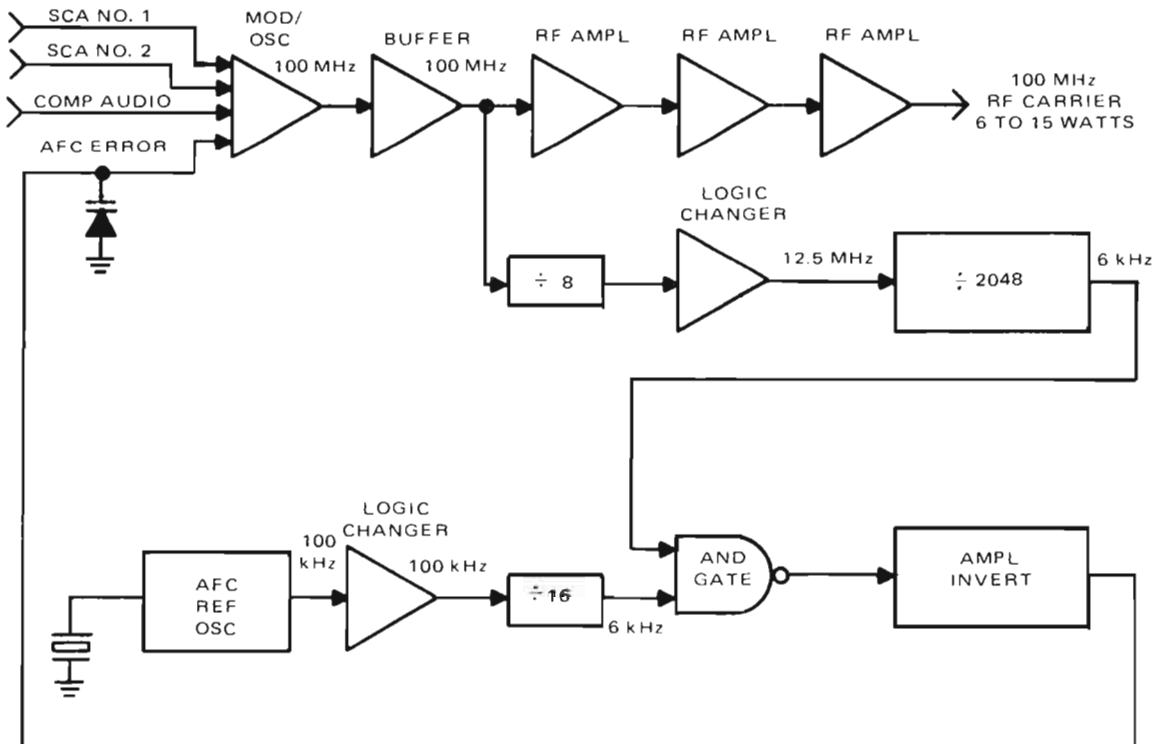 SCA NO. 1
SCA NO. 2
COMP AUDIO
AFC ERROR
MOD/
OSC
100 MHz
BUFFER
100 MHz
RF AMPL
RF AMPL
RF AMPL
100 MHz
RF CARRIER
6 TO 15 WATTS
÷ 8
LOGIC
CHANGER
12.5 MHz
÷ 2048
6 kHz
AFC
REF
OSC
100
kHz
LOGIC
CHANGER
100 kHz
÷ 16
6 kHz
AND
GATE
AMPL
INVERT